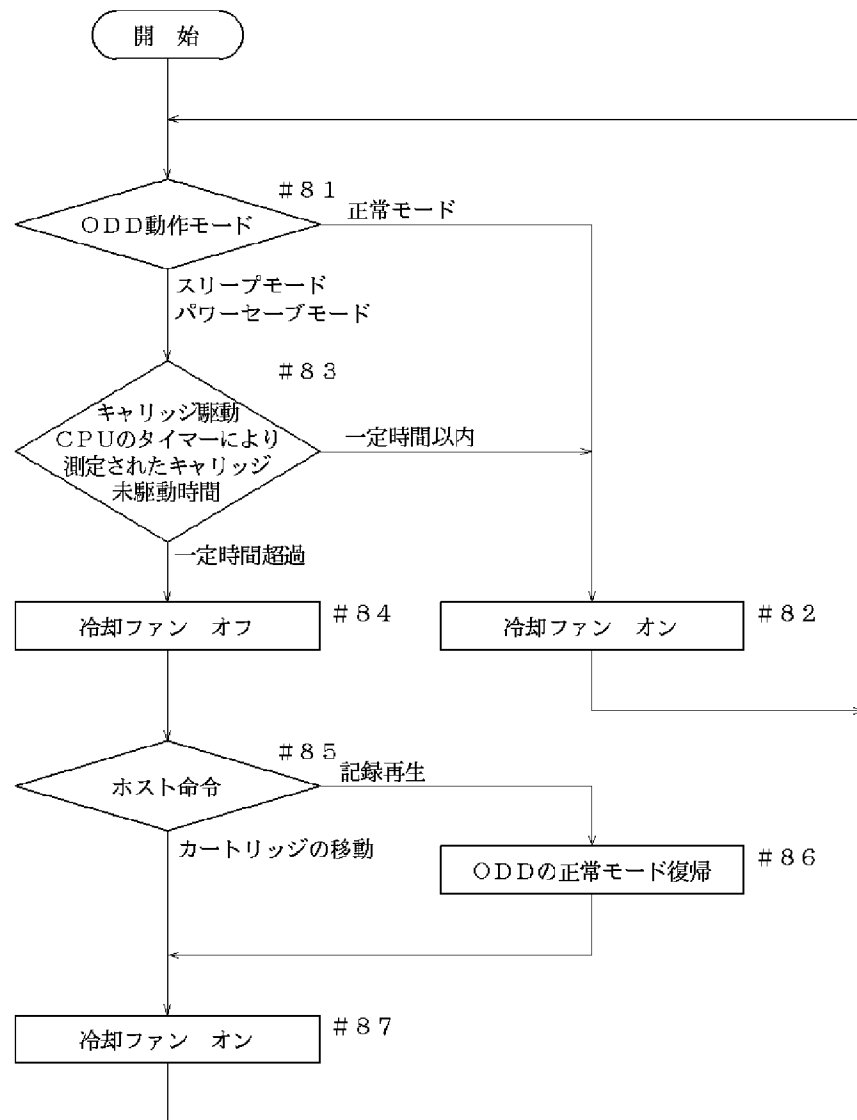 開　始
＃８１
ＯＤＤ動作モード
正常モード
スリープモード
パワーセーブモード
＃８３
キャリッジ駆動
ＣＰＵのタイマーにより
測定されたキャリッジ
未駆動時間
一定時間以内
一定時間超過
冷却ファン　オフ
＃８４
冷却ファン　オン
＃８２
＃８５
ホスト命令
記録再生
カートリッジの移動
ＯＤＤの正常モード復帰
＃８６
冷却ファン　オン
＃８７